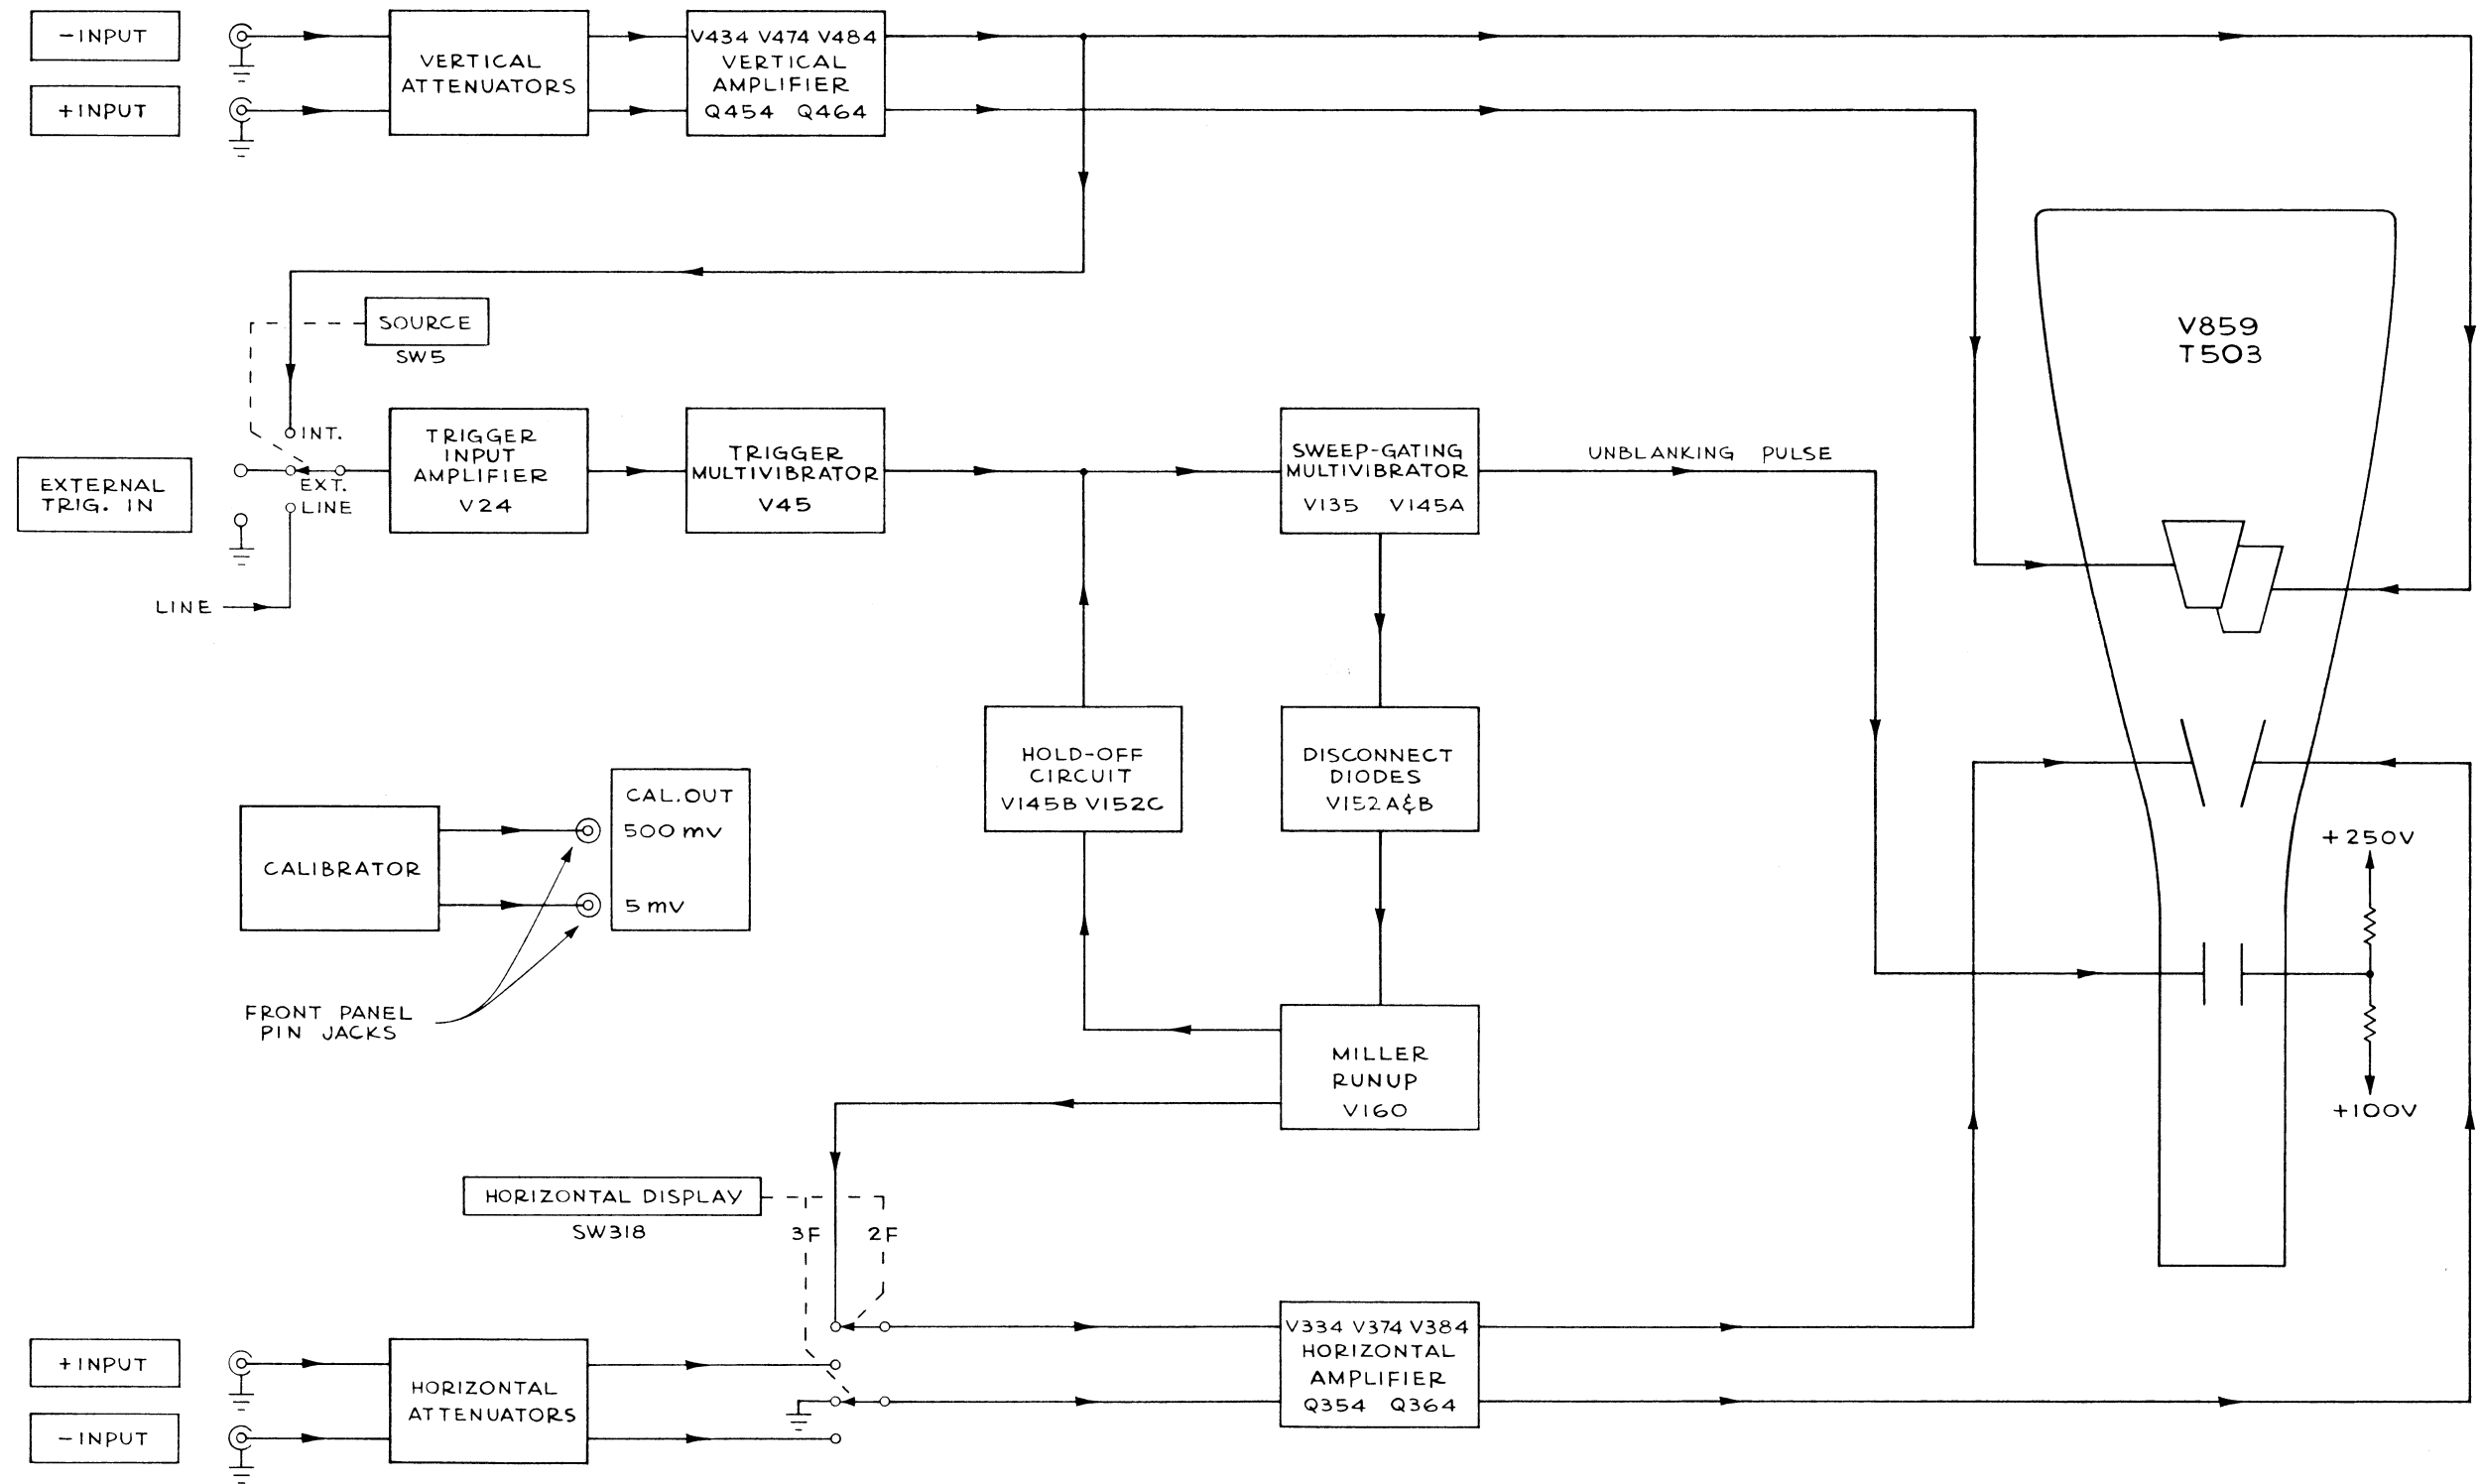 -INPUT
+INPUT
VERTICAL
ATTENUATORS
V434 V474 V484
VERTICAL
AMPLIFIER
Q454 Q464
SOURCE
SW5
INT.
EXT.
LINE
EXTERNAL
TRIG. IN
LINE
TRIGGER
INPUT
AMPLIFIER
V24
TRIGGER
MULTIVIBRATOR
V45
SWEEP-GATING
MULTIVIBRATOR
V135 V145A
UNBLANKING PULSE
V859
T503
HOLD-OFF
CIRCUIT
V145B V152C
DISCONNECT
DIODES
V152A&B
CALIBRATOR
CAL. OUT
500 mv
5 mv
FRONT PANEL
PIN JACKS
+250V
+100V
MILLER
RUNUP
V160
HORIZONTAL DISPLAY
SW318
3F
2F
+INPUT
-INPUT
HORIZONTAL
ATTENUATORS
V334 V374 V384
HORIZONTAL
AMPLIFIER
Q354 Q364